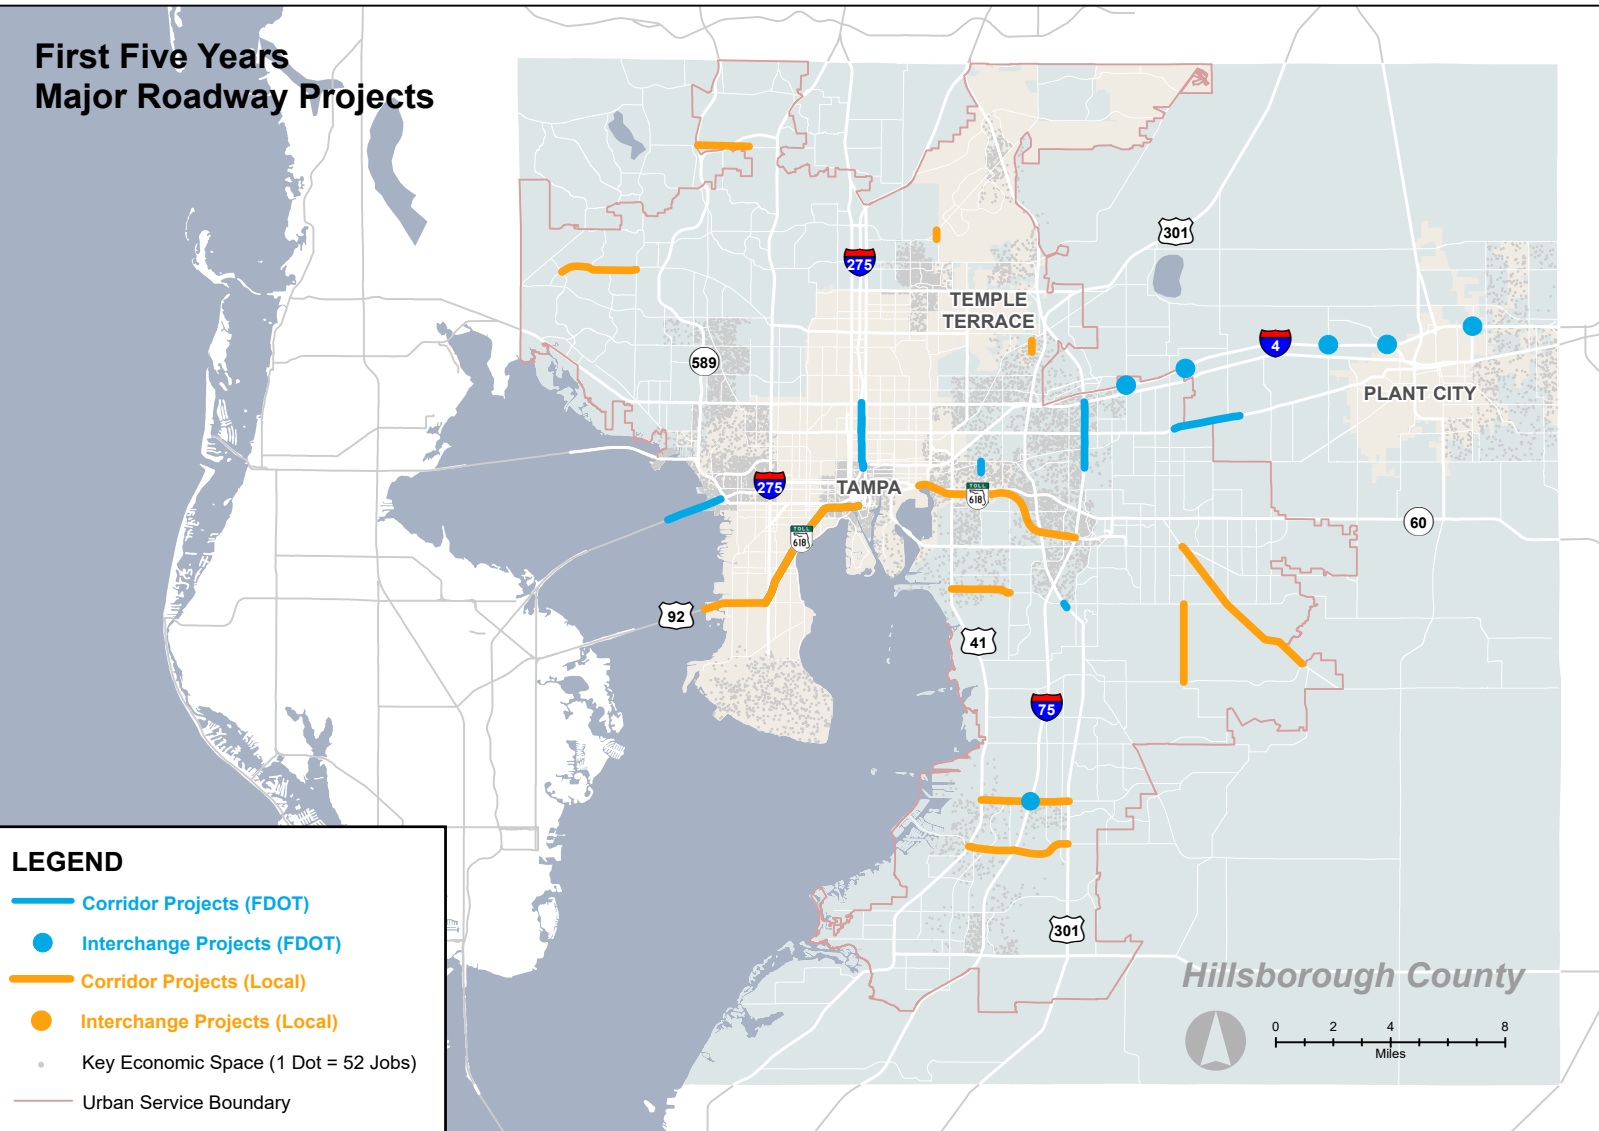 First Five Years
Major Roadway Projects
301
275
TEMPLE
TERRACE
4
589
PLANT CITY
275
TAMPA
TOLL
618
60
TOLL
618
92
41
75
301
LEGEND
Corridor Projects (FDOT)
Interchange Projects (FDOT)
Corridor Projects (Local)
Interchange Projects (Local)
Key Economic Space (1 Dot = 52 Jobs)
Urban Service Boundary
Hillsborough County
0 2 4 8
Miles